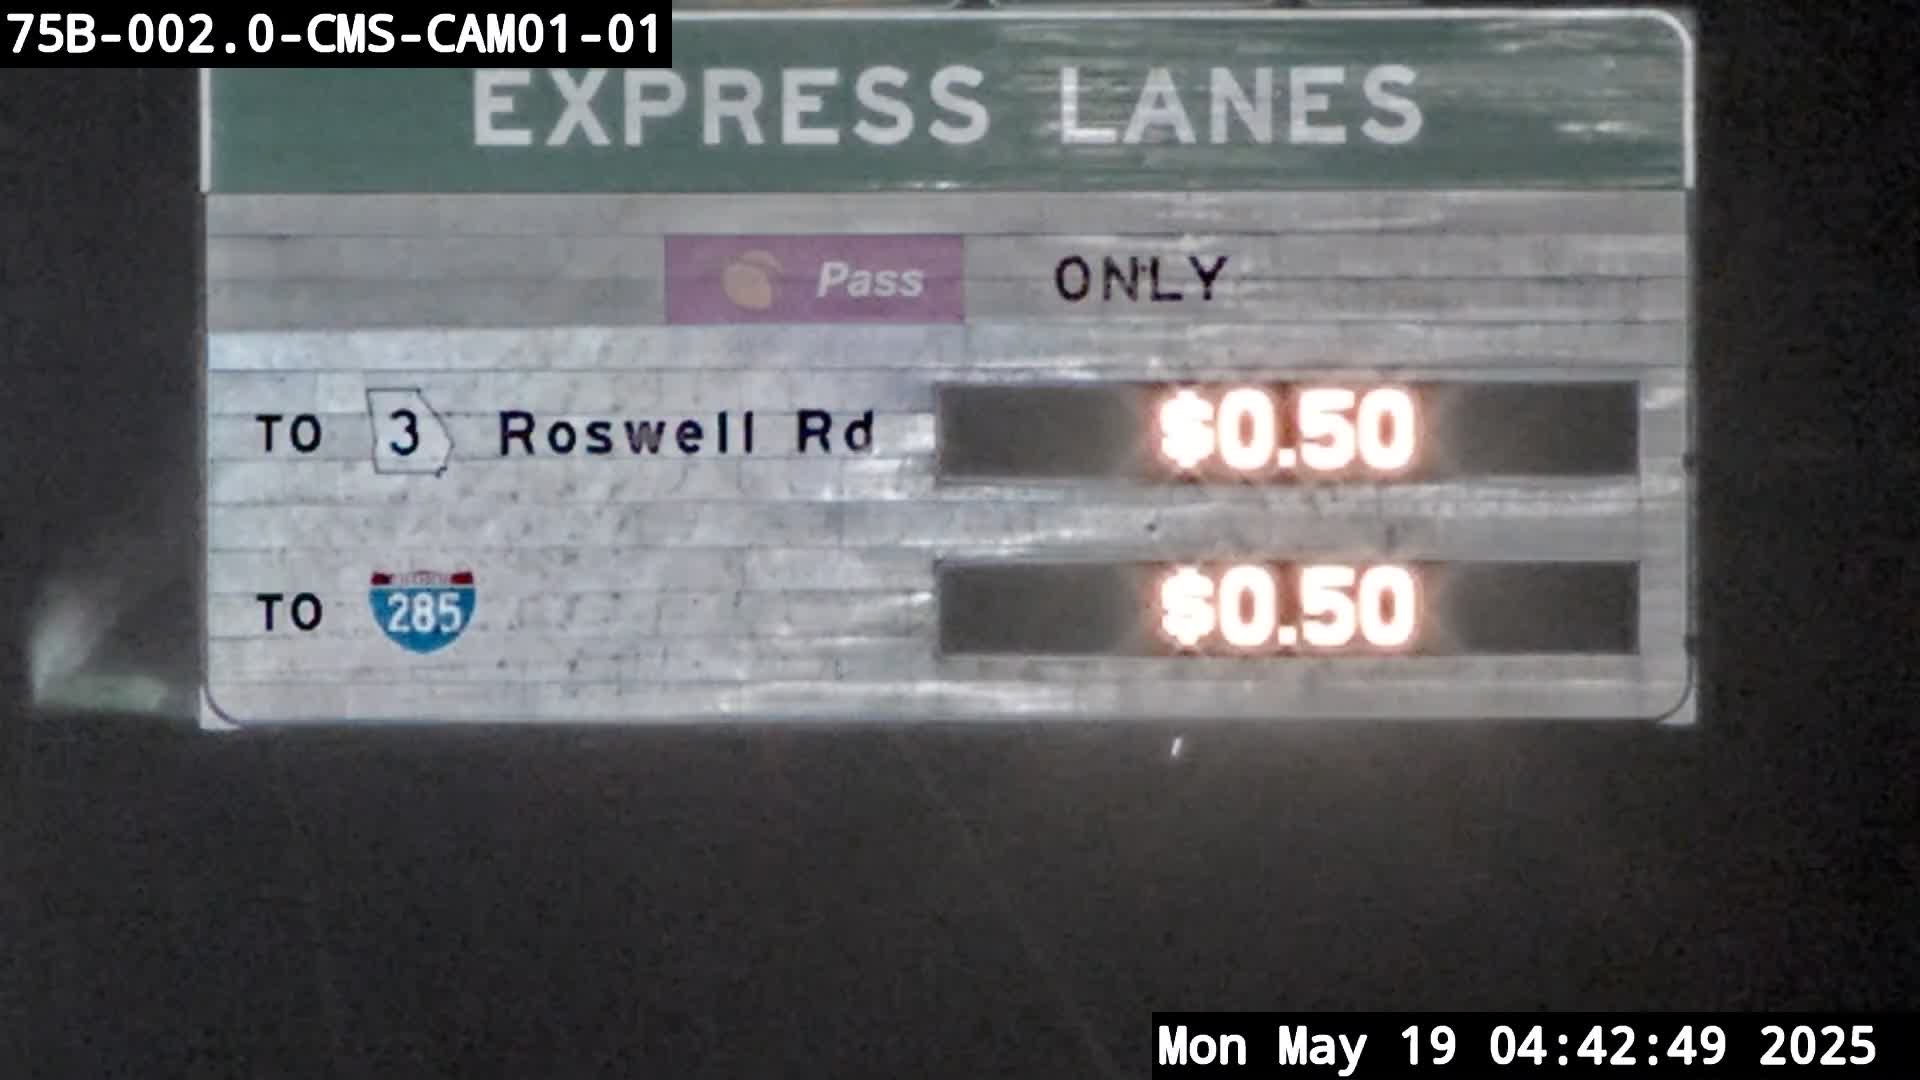 75B-002.0-CMS-CAM01-01
EXPRESS LANES
Pass ONLY
TO 3 Roswell Rd $0.50
TO 285 $0.50
Mon May 19 04:42:49 2025